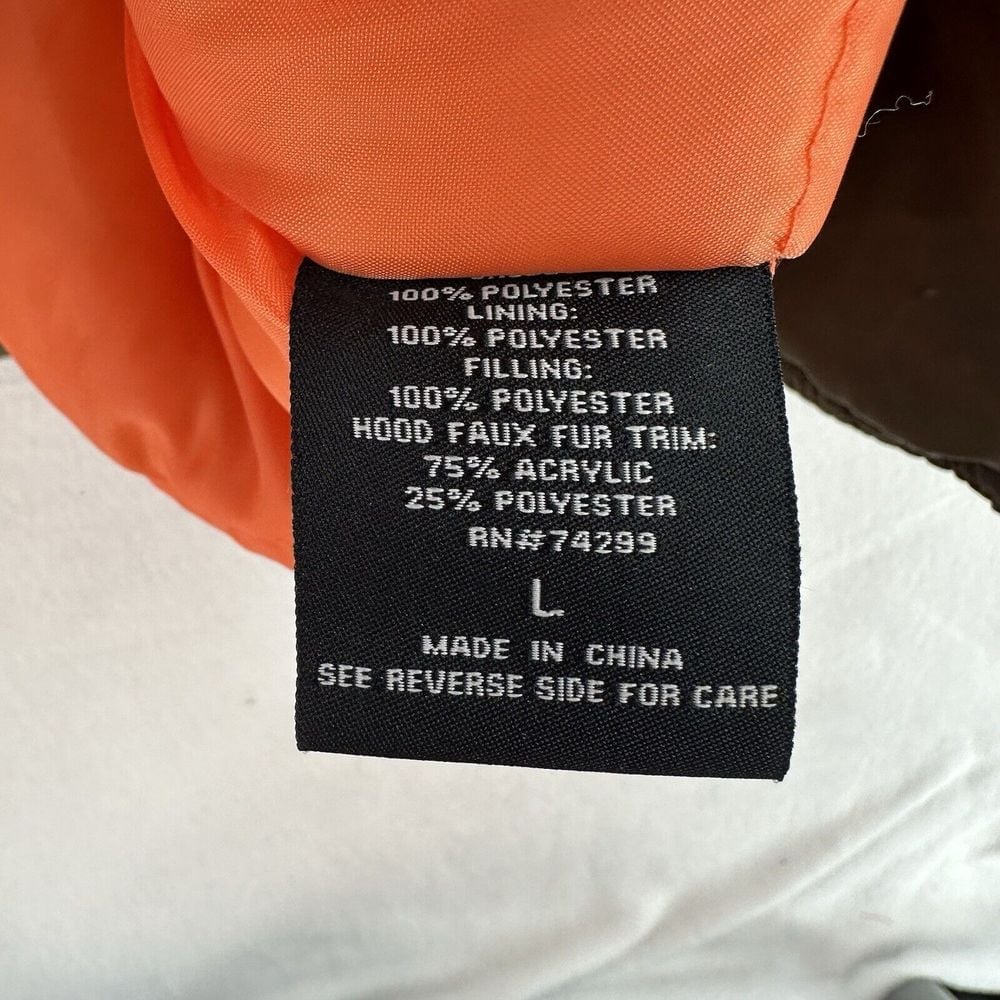 100% POLYESTER
LINING:
100% POLYESTER
FILLING:
100% POLYESTER
HOOD FAUX FUR TRIM:
75% ACRYLIC
25% POLYESTER
RN#74299
L
MADE IN CHINA
SEE REVERSE SIDE FOR CARE